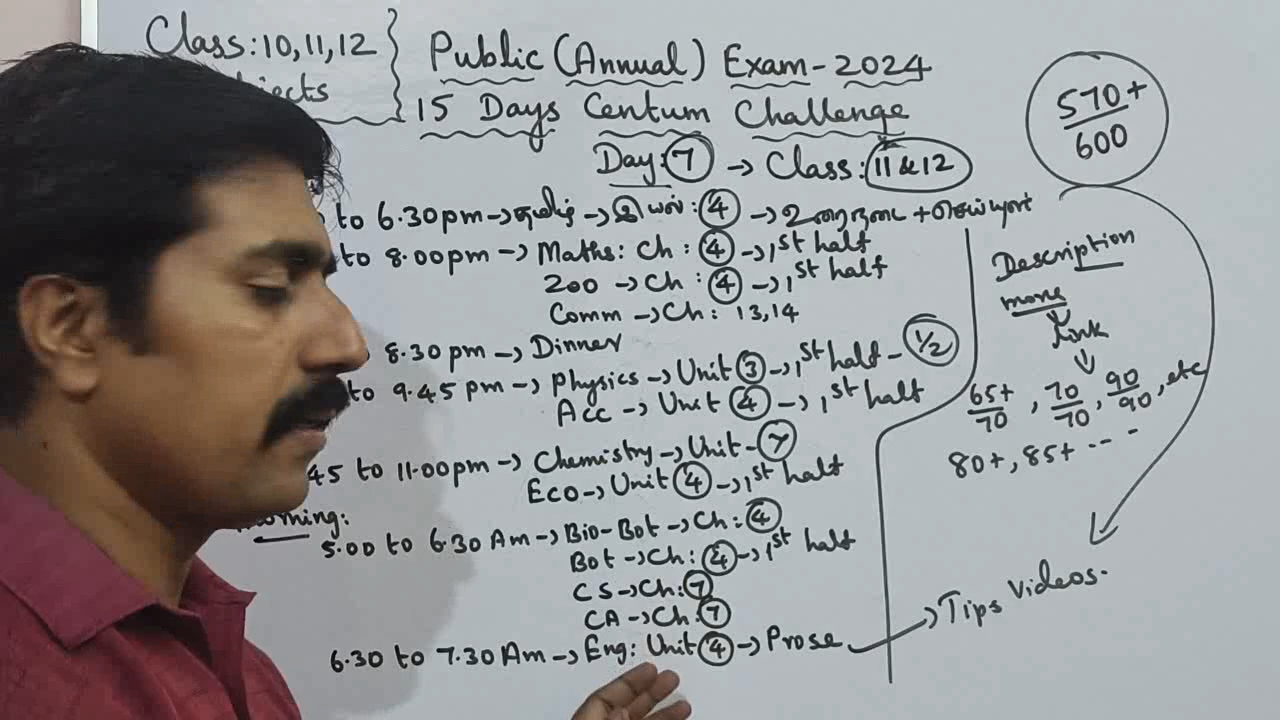 Class: 10, 11, 12
Public (Annual) Exam - 2024
15 Days Centum Challenge
Day: 7 → Class: 11 & 12
to 6.30pm → தமிழ் → இயல்: 4 → உரைநடை + செய்யுள்
to 8.00pm → Maths: Ch: 4 → 1st half
Zoo → Ch: 4 → 1st half
Comm → Ch: 13, 14
8.30pm → Dinner
to 9.45 pm → Physics → Unit 3 → 1st half - 1/2
Acc → Unit 4 → 1st half
45 to 11.00pm → Chemistry → Unit - 7
Eco → Unit 4 → 1st half
Morning:
5.00 to 6.30 Am → Bio-Bot → Ch: 4
Bot → Ch: 4 → 1st half
CS → Ch: 7
CA → Ch: 7
6.30 to 7.30 Am → Eng: Unit 4 → Prose → Tips Videos.
570+/600
Description
more
Link
65+/70, 70/70, 90/90, etc
80+, 85+ -- -